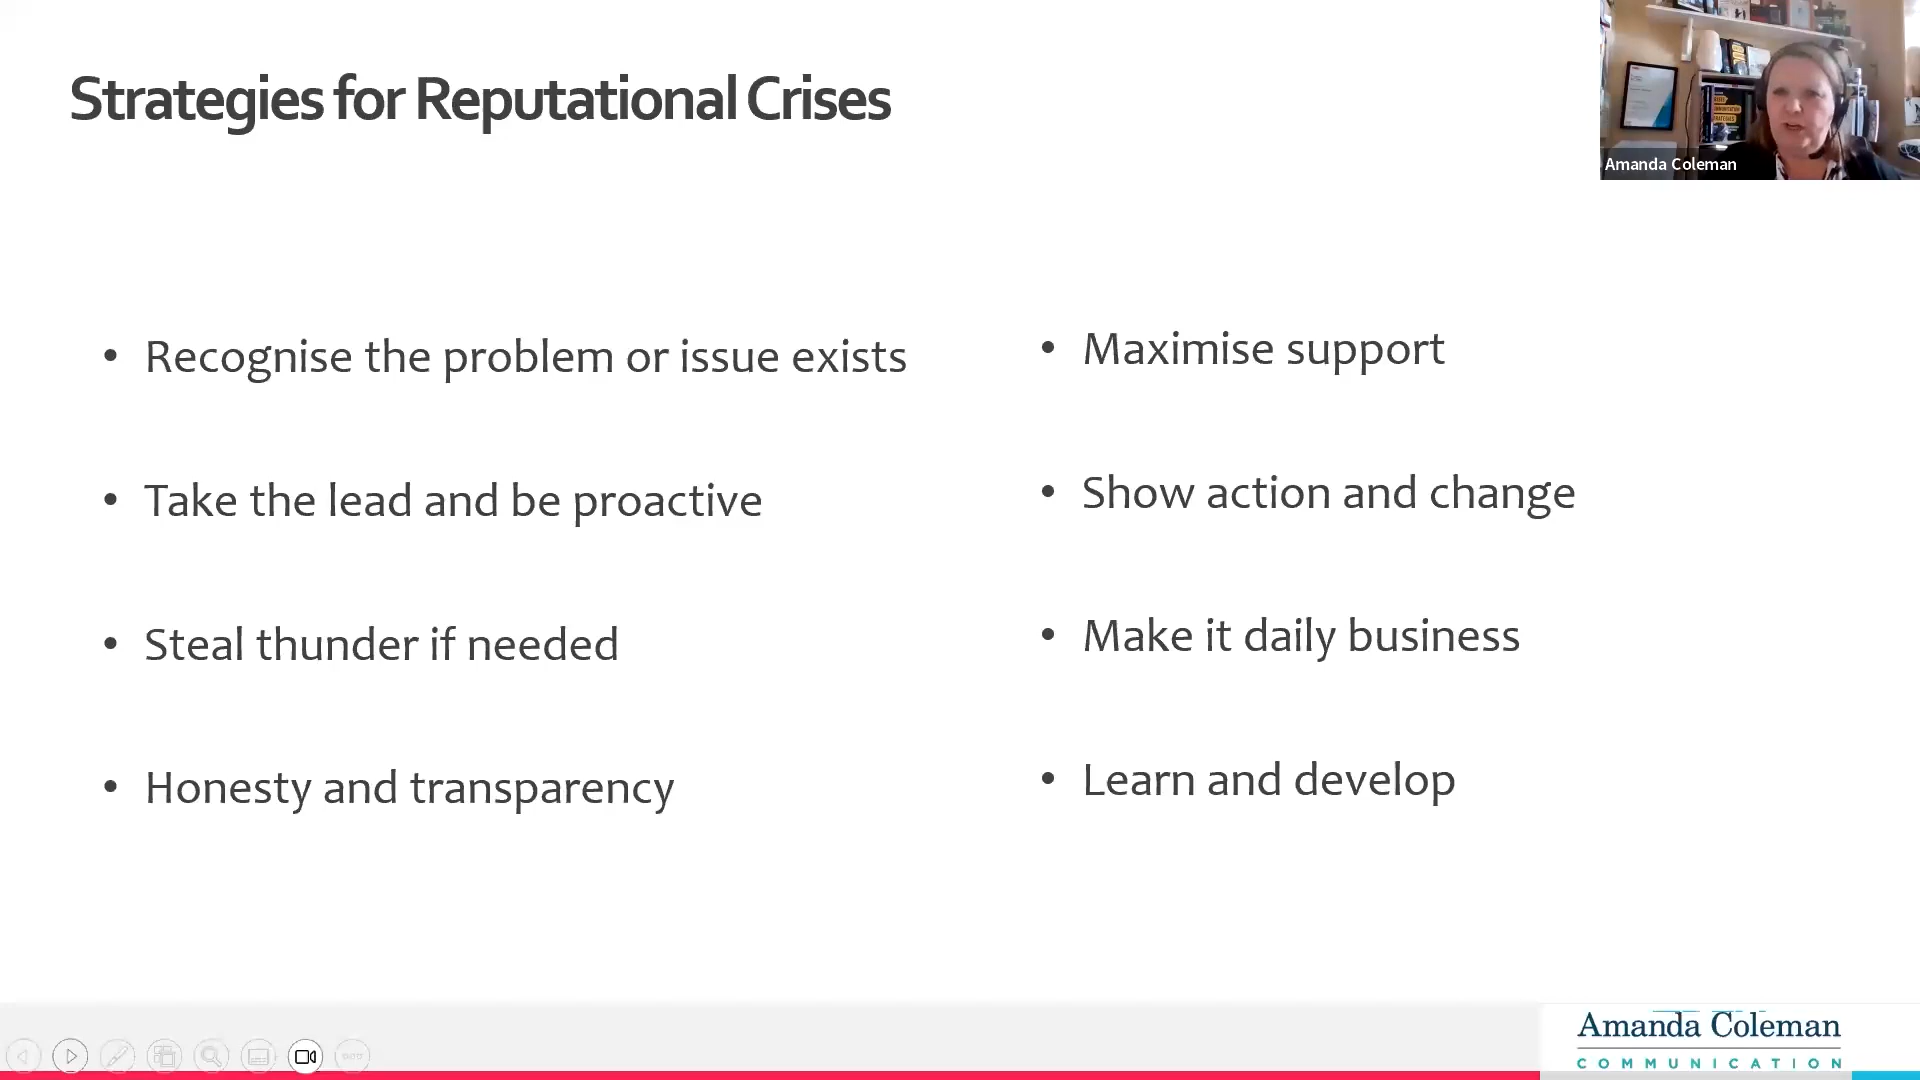 Strategies for Reputational Crises
Amanda Coleman
• Recognise the problem or issue exists
• Take the lead and be proactive
• Steal thunder if needed
• Honesty and transparency
• Maximise support
• Show action and change
• Make it daily business
• Learn and develop
Amanda Coleman
COMMUNICATION